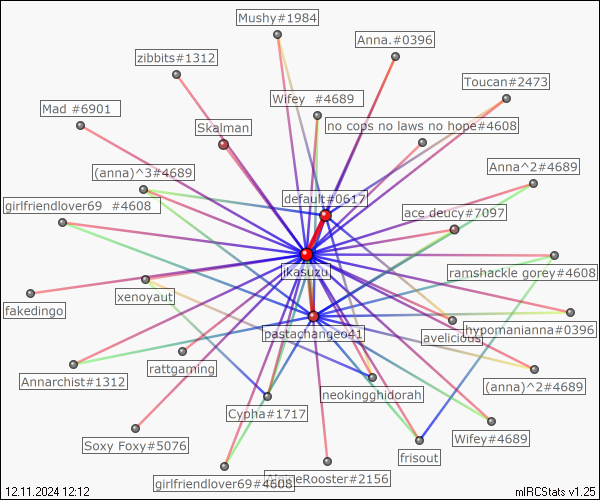 Mushy#1984
Anna.#0396
zibbits#1312
Toucan#2473
Wifey #4689
Mad #6901
Skalman
no cops no laws no hope#4608
(anna)^3#4689
Anna^2#4689
default#0617
girlfriendlover69 #4608
ace deucy#7097
ikasuzu
ramshackle gorey#4608
xenoyaut
fakedingo
hypomanianna#0396
pastachangeo41
avelicious
rattgaming
Annarchist#1312
(anna)^2#4689
neokingghidorah
Cypha#1717
Wifey#4689
Soxy Foxy#5076
frisout
girlfriendlover69#4608
Rooster#2156
12.11.2024 12:12
mIRCStats v1.25